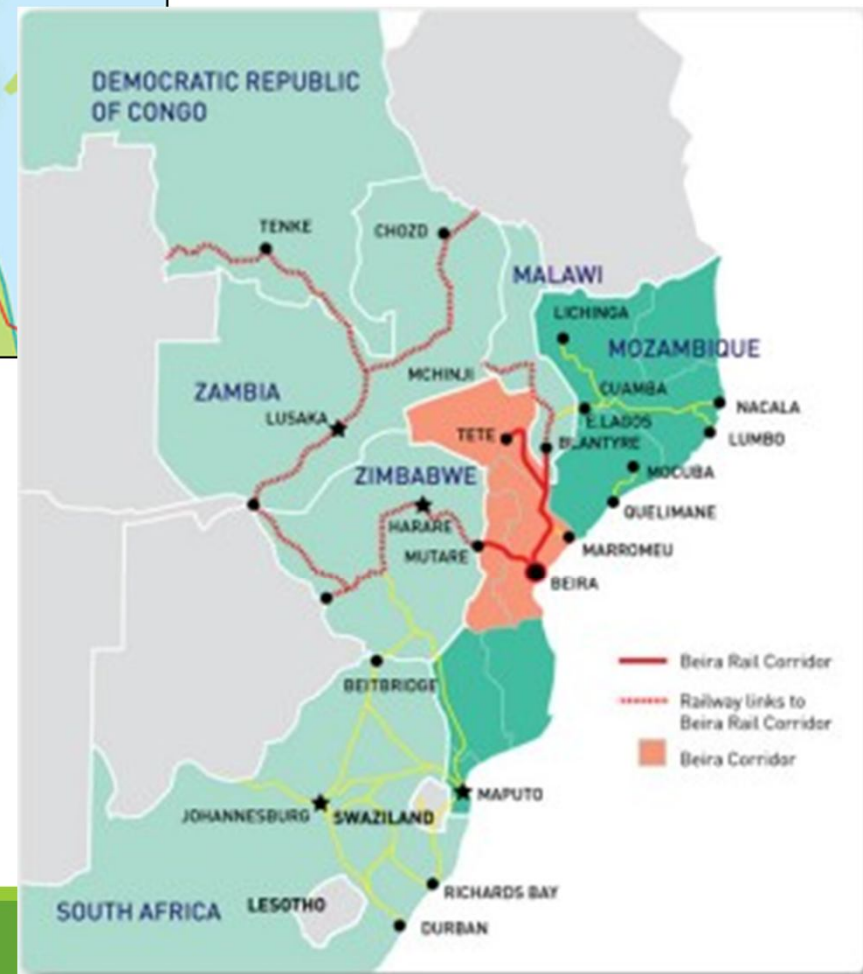 DEMOCRATIC REPUBLIC
OF CONGO
TENKE
CHOZD
MALAWI
LICHINGA
MOZAMBIQUE
MCHINJI
ZAMBIA
CUAMBA
NACALA
LUSAKA
E.LAGOS
TETE
BLANTYRE
LUMBO
ZIMBABWE
MOCUBA
HARARE
QUELIMANE
MUTARE
MARROMEU
BEIRA
Beira Rail Corridor
BEITBRIDGE
Railway links to
Beira Rail Corridor
Beira Corridor
MAPUTO
JOHANNESBURG
SWAZILAND
RICHARDS BAY
SOUTH AFRICA
LESOTHO
DURBAN